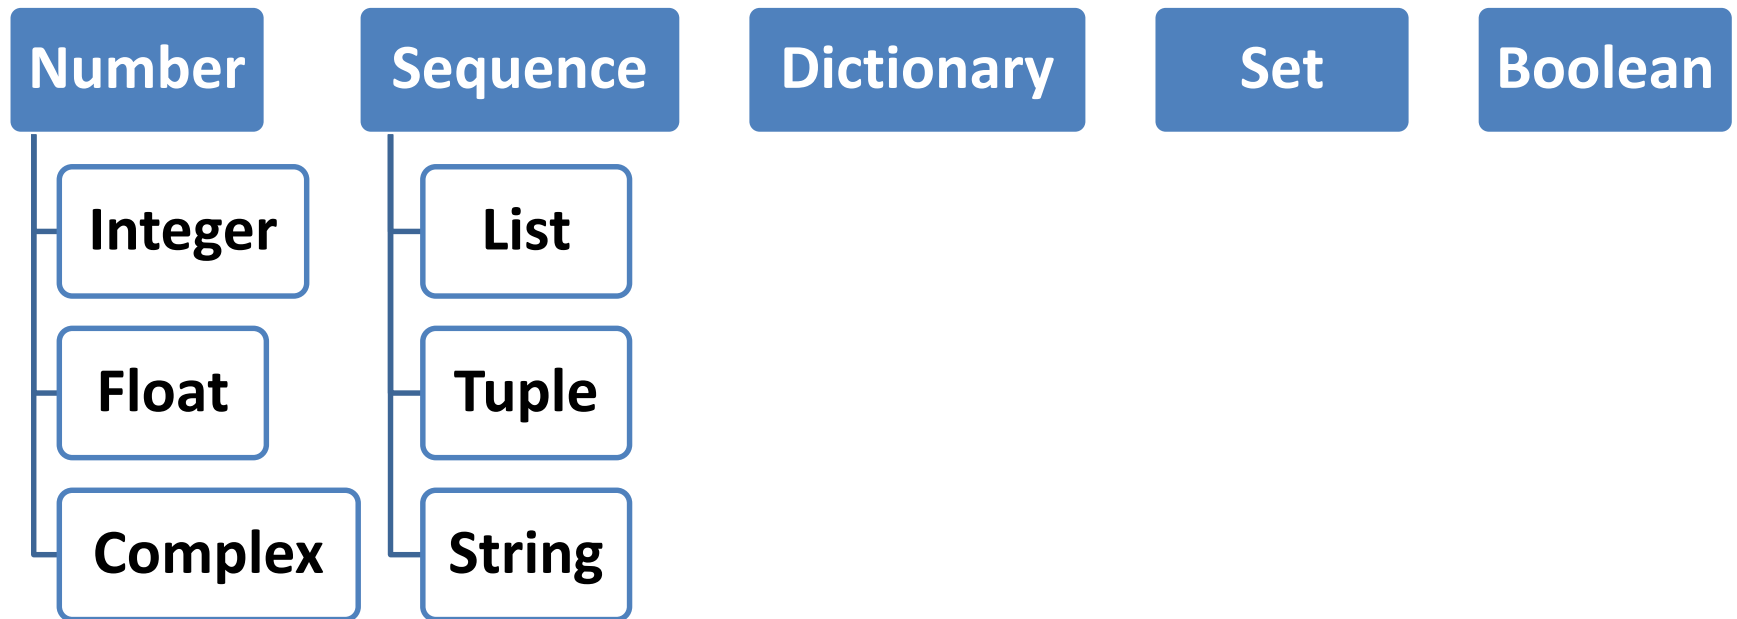 Number
Integer
Float
Complex
Sequence
List
Tuple
String
Dictionary
Set
Boolean